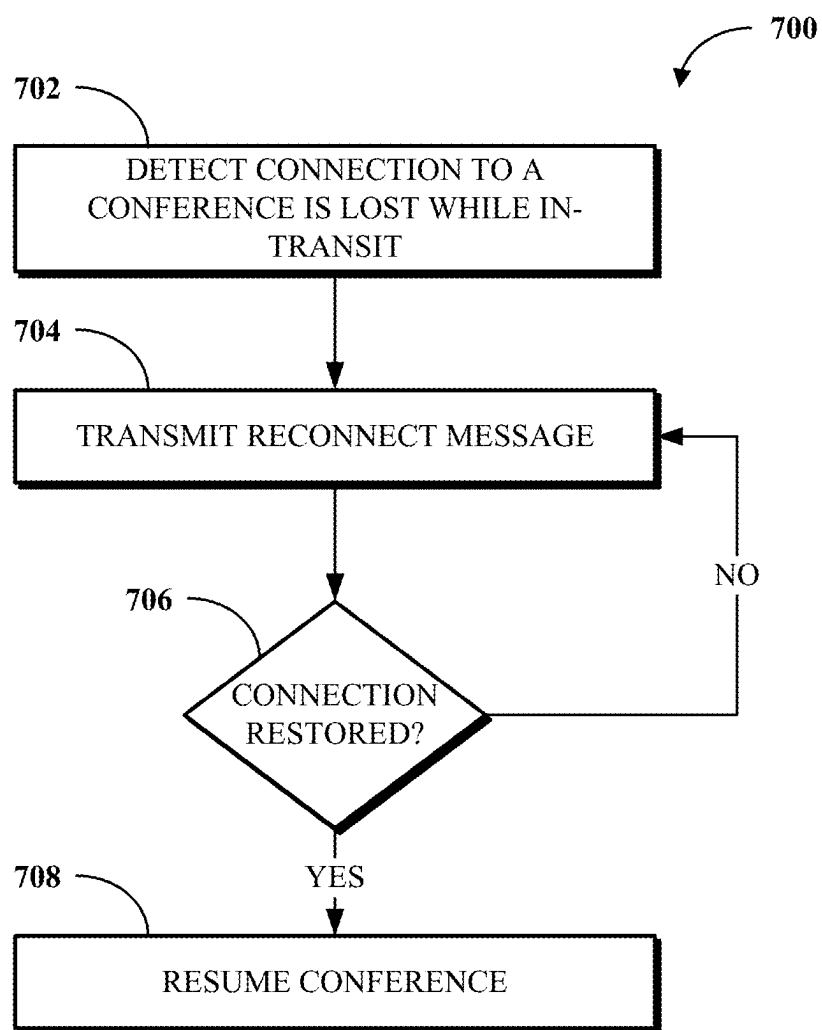 700
702
DETECT CONNECTION TO A
CONFERENCE IS LOST WHILE IN-
TRANSIT
704
TRANSMIT RECONNECT MESSAGE
NO
706
CONNECTION
RESTORED?
YES
708
RESUME CONFERENCE